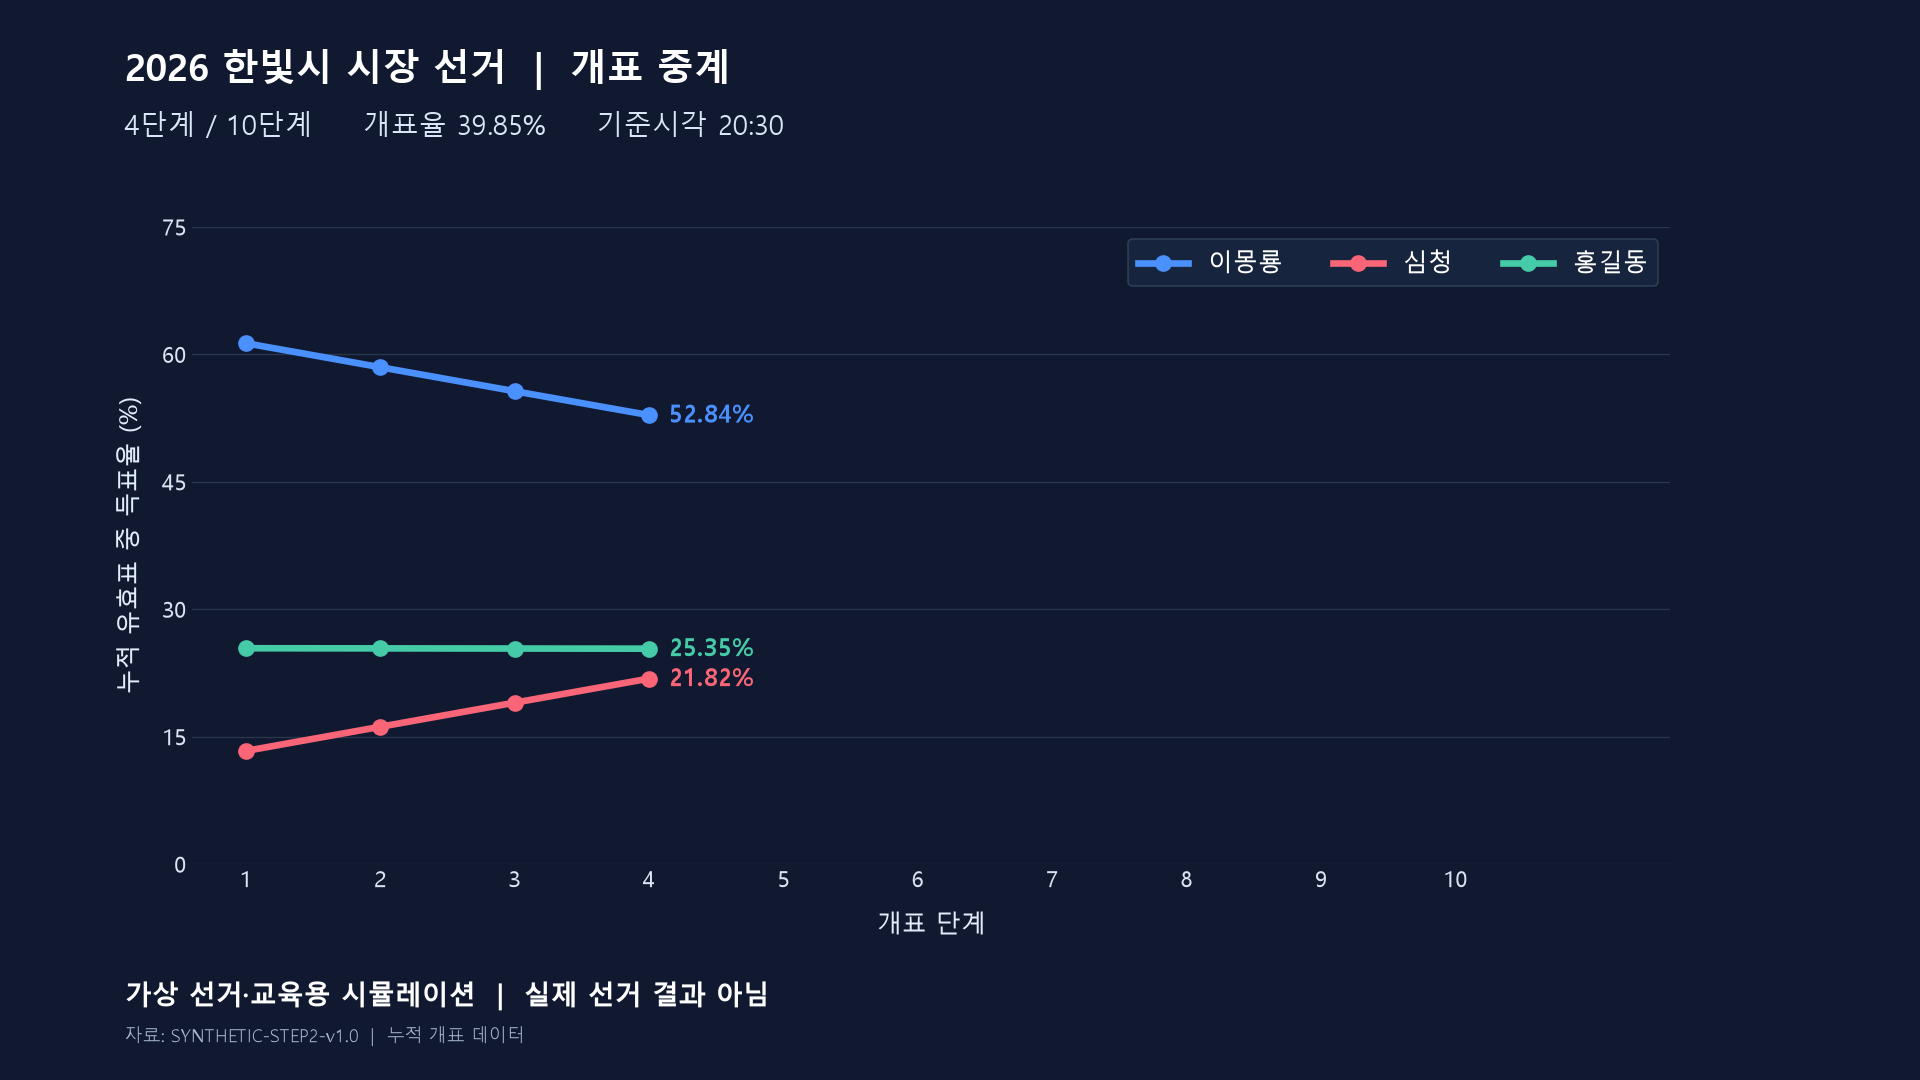 2026 한빛시 시장 선거 | 개표 중계
4단계 / 10단계 개표율 39.85% 기준시각 20:30
75
이몽룡 심청 홍길동
60
52.84%
45
누적 유효표 중 득표율 (%)
30
25.35%
21.82%
15
0
1 2 3 4 5 6 7 8 9 10
개표 단계
가상 선거·교육용 시뮬레이션 | 실제 선거 결과 아님
자료: SYNTHETIC-STEP2-v1.0 | 누적 개표 데이터